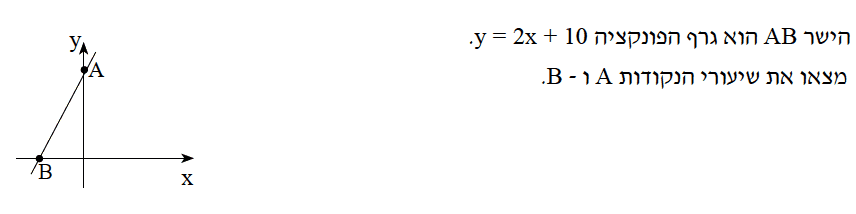 הישר AB הוא גרף הפונקציה y = 2x + 10.
מצאו את שיעורי הנקודות A ו - B.
y
A
B
x